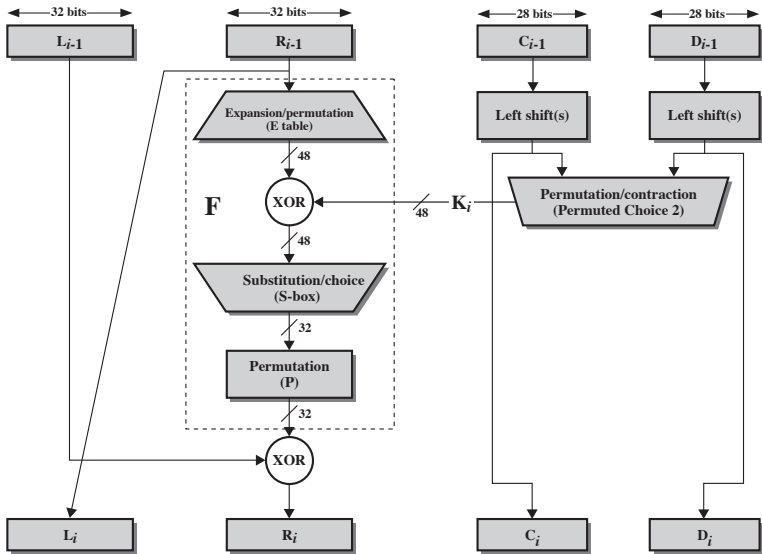 32 bits 32 bits 28 bits 28 bits
Li-1 Ri-1 Ci-1 Di-1
Expansion/permutation
(E table)
Left shift(s) Left shift(s)
48
F XOR 48 Ki
Permutation/contraction
(Permuted Choice 2)
48
Substitution/choice
(S-box)
32
Permutation
(P)
32
XOR
Li Ri Ci Di